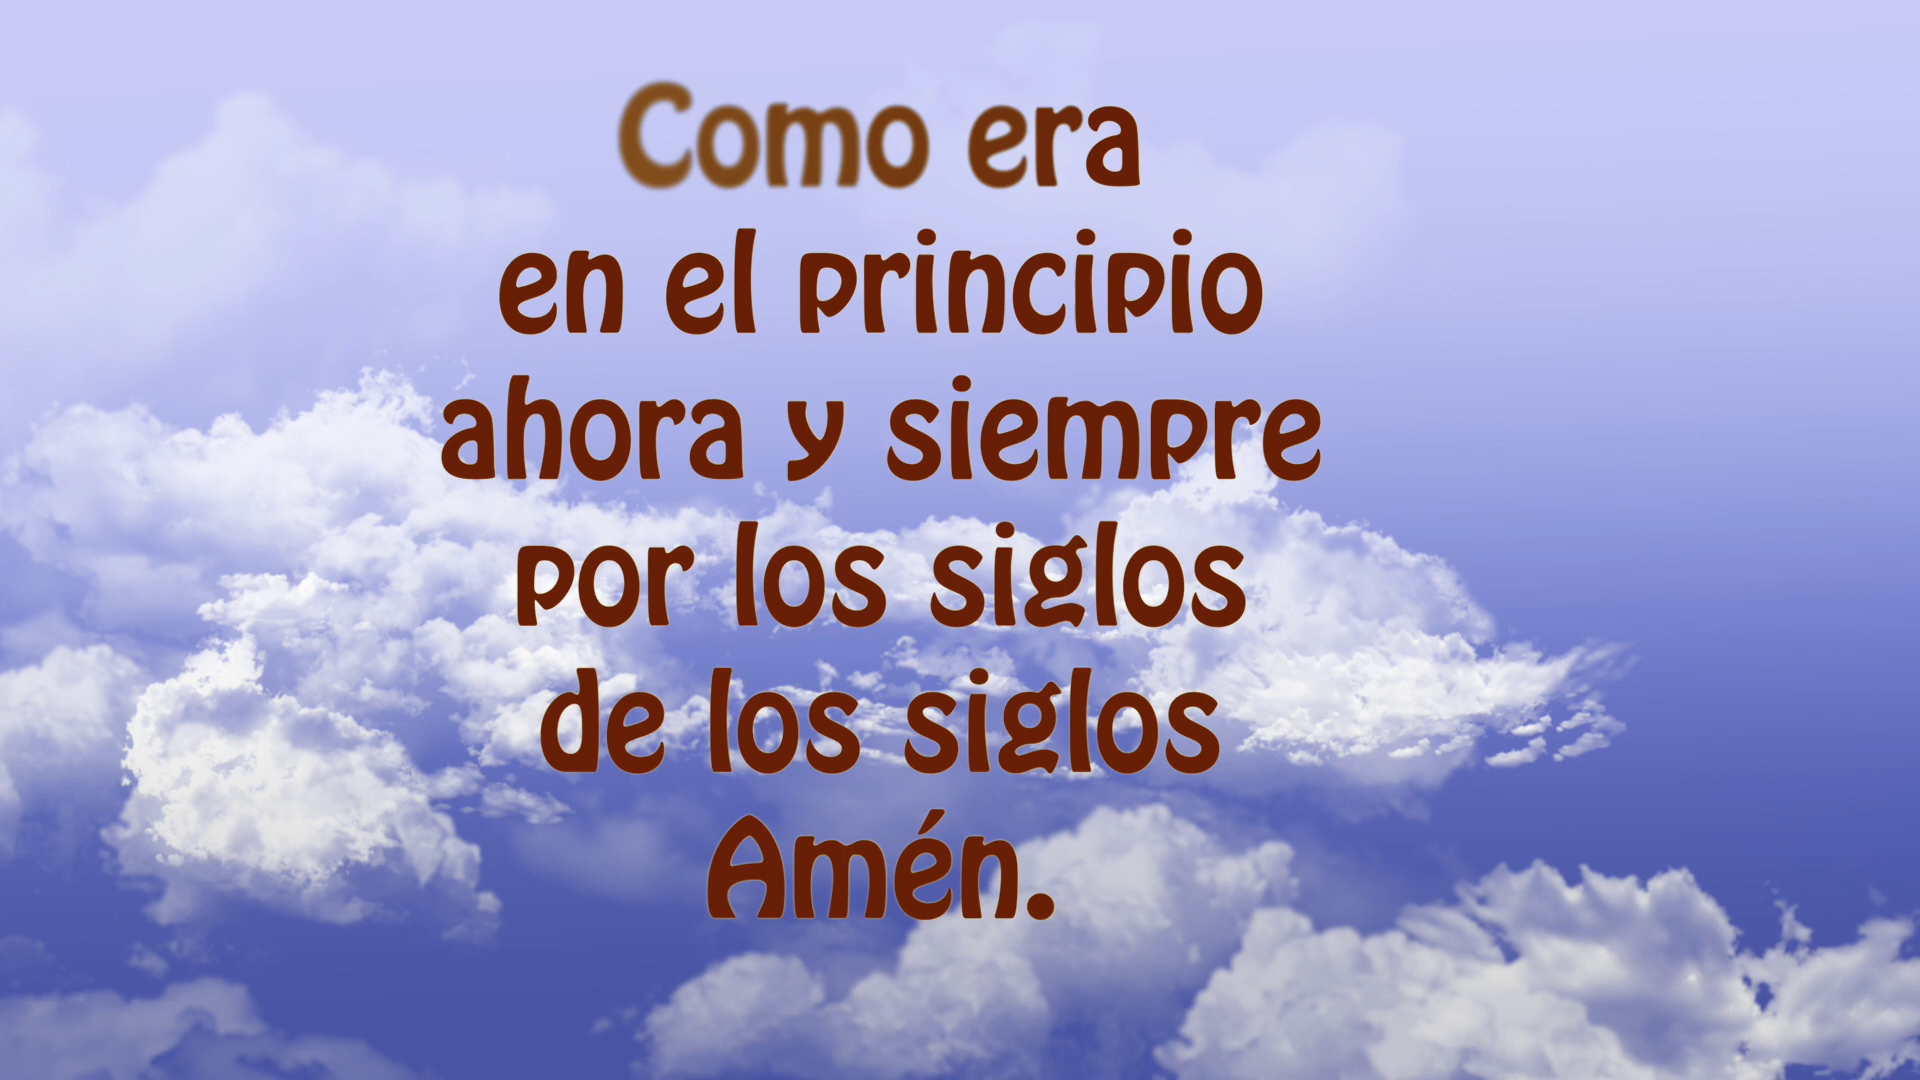 Como era
en el principio
ahora y siempre
por los siglos
de los siglos
Amén.